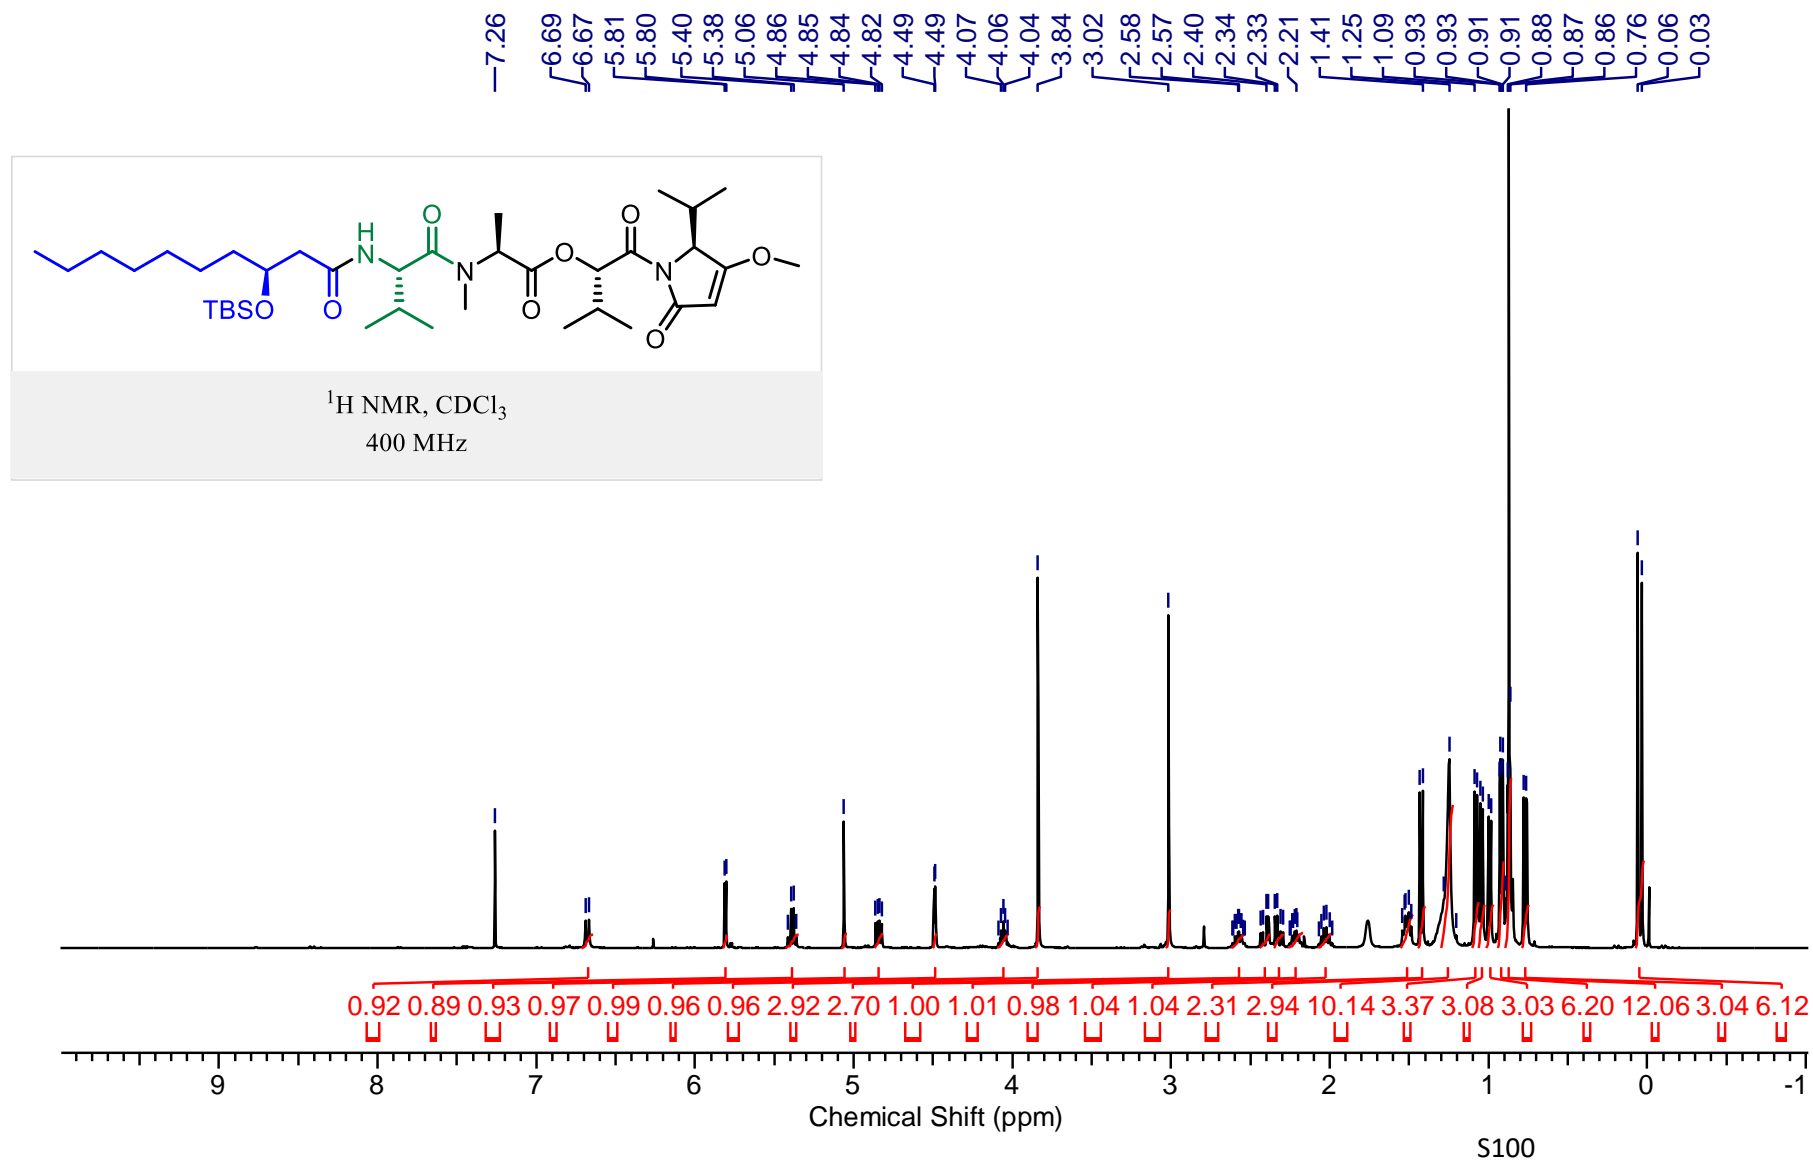 7.26 6.69 6.67 5.81 5.80 5.40 5.38 5.06 4.86 4.85 4.84 4.82 4.49 4.49 4.07 4.06 4.04 3.84 3.02 2.58 2.57 2.40 2.34 2.33 2.21 1.41 1.25 1.09 0.93 0.93 0.91 0.91 0.88 0.87 0.86 0.76 0.06 0.03
H
N
O
N
O
O
O
N
O
TBSO
O
O
O
¹H NMR, CDCl₃
400 MHz
0.92 0.89 0.93 0.97 0.99 0.96 0.96 2.92 2.70 1.00 1.01 0.98 1.04 1.04 2.31 2.94 10.14 3.37 3.08 3.03 6.20 12.06 3.04 6.12
9 8 7 6 5 4 3 2 1 0 -1
Chemical Shift (ppm)
S100